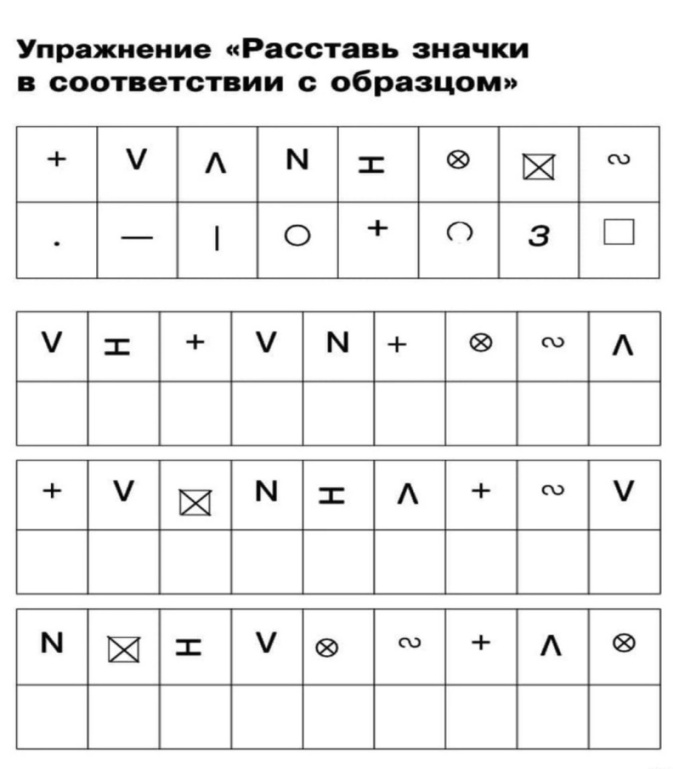 Упражнение «Расставь значки
в соответствии с образцом»
+ V Λ N H ⊗ ☒ ∾
. — | ○ + ◌ З □
V H + V N + ⊗ ∾ Λ
+ V ☒ N H Λ + ∾ V
N ☒ H V ⊗ ∾ + Λ ⊗